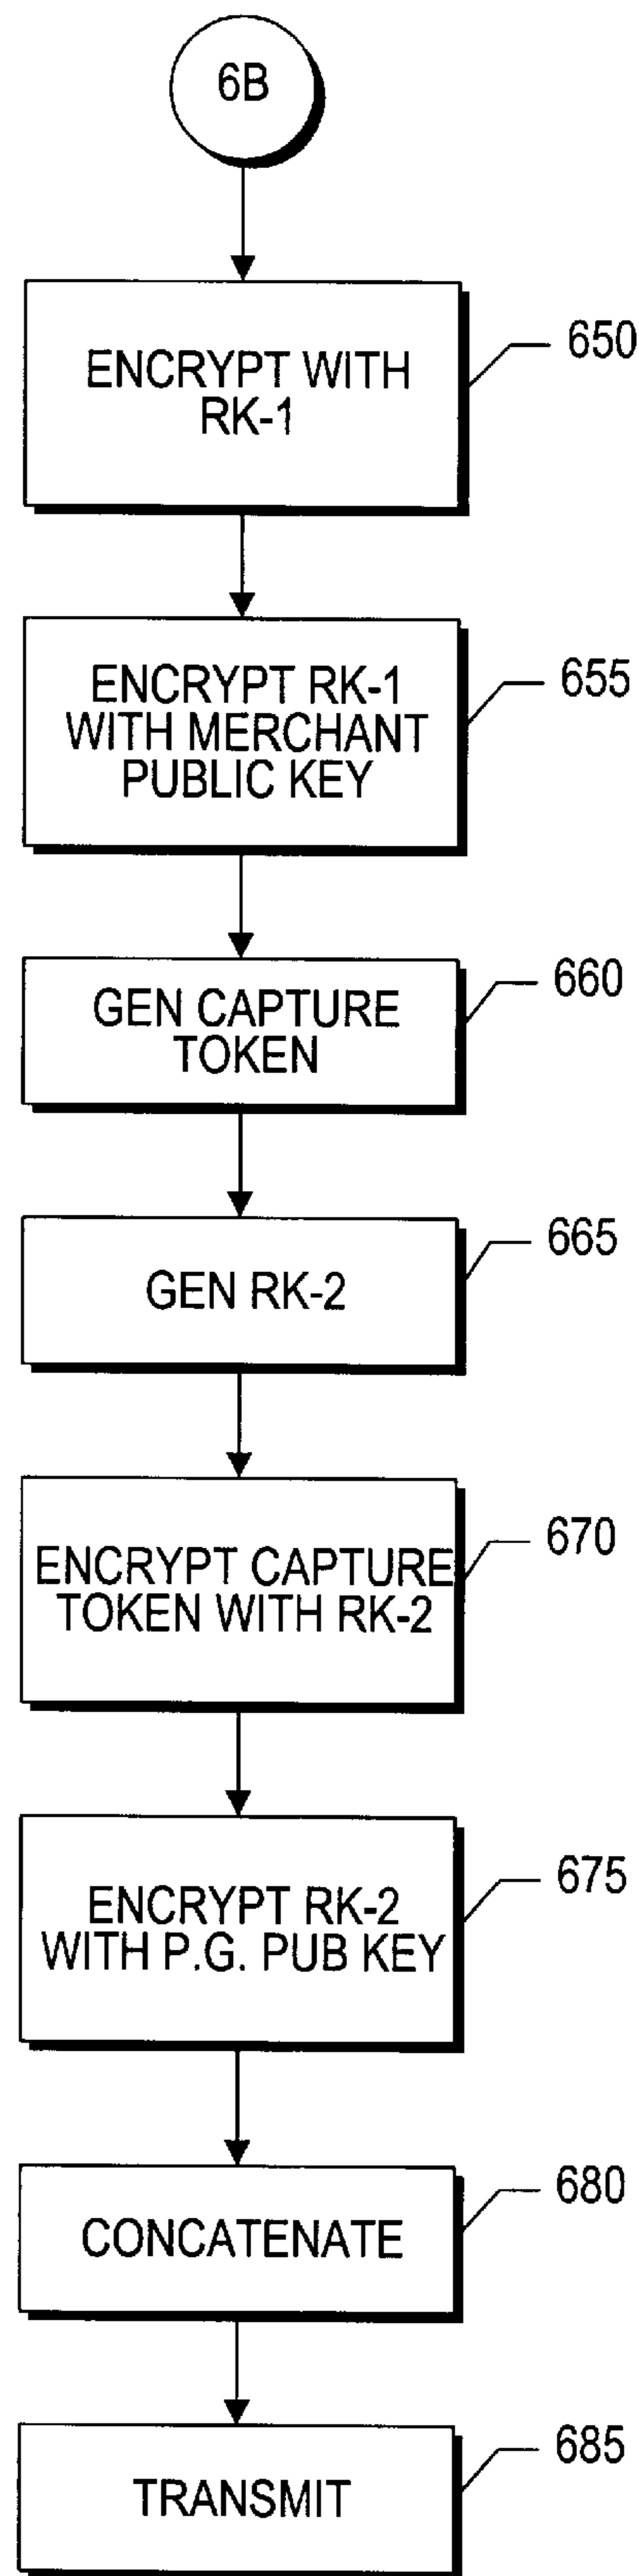 6B
ENCRYPT WITH
RK-1
650
ENCRYPT RK-1
WITH MERCHANT
PUBLIC KEY
655
GEN CAPTURE
TOKEN
660
GEN RK-2
665
ENCRYPT CAPTURE
TOKEN WITH RK-2
670
ENCRYPT RK-2
WITH P.G. PUB KEY
675
CONCATENATE
680
TRANSMIT
685